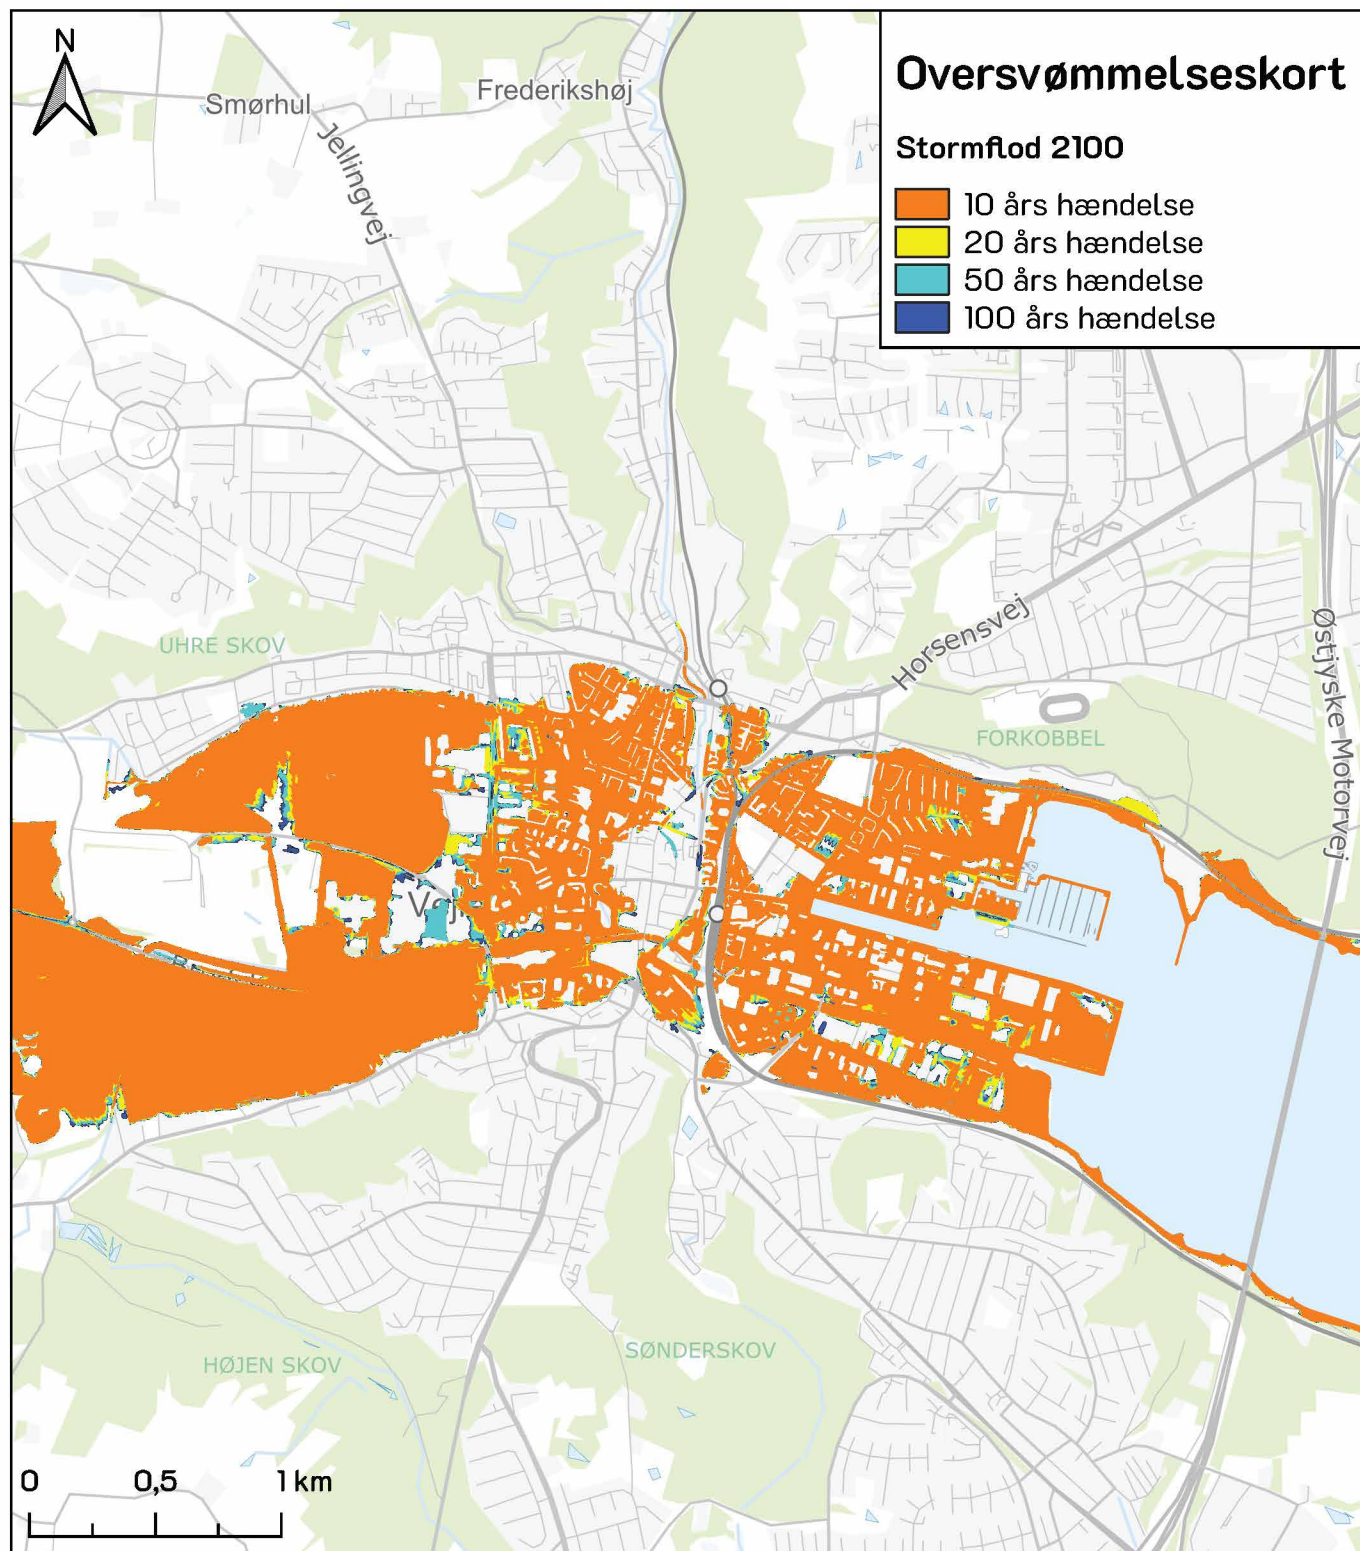 N
Oversvømmelseskort
Stormflod 2100
10 års hændelse
20 års hændelse
50 års hændelse
100 års hændelse
Smørhul
Frederikshøj
Jellingvej
UHRE SKOV
Horsensvej
Østjyske Motorvej
FORKOBBEL
HØJEN SKOV
SØNDERSKOV
0 0,5 1 km